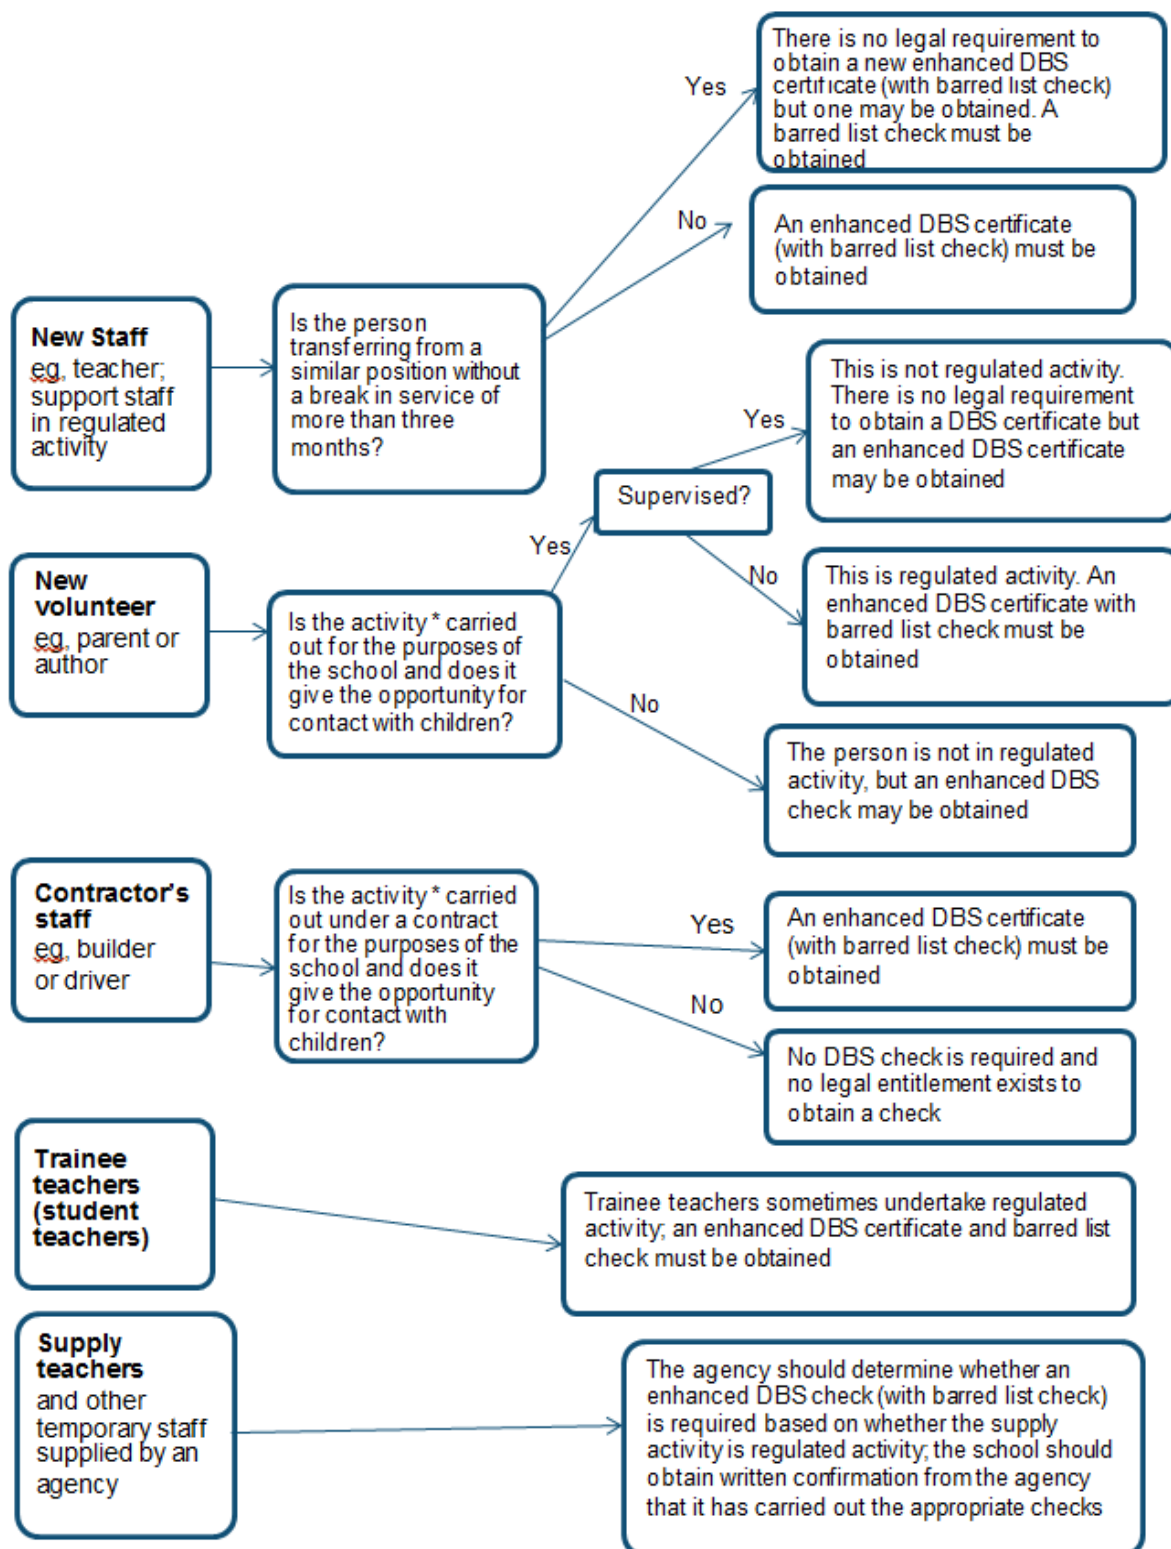 There is no legal requirement to
obtain a new enhanced DBS
certificate (with barred list check)
but one may be obtained. A
barred list check must be
obtained
Yes
No
An enhanced DBS certificate
(with barred list check) must be
obtained
New Staff
eg, teacher;
support staff
in regulated
activity
Is the person
transferring from a
similar position without
a break in service of
more than three
months?
This is not regulated activity.
There is no legal requirement
to obtain a DBS certificate but
an enhanced DBS certificate
may be obtained
Yes
Supervised?
Yes
No
This is regulated activity. An
enhanced DBS certificate with
barred list check must be
obtained
New
volunteer
eg, parent or
author
Is the activity * carried
out for the purposes of
the school and does it
give the opportunity for
contact with children?
No
The person is not in regulated
activity, but an enhanced DBS
check may be obtained
Contractor's
staff
eg, builder
or driver
Is the activity * carried
out under a contract
for the purposes of the
school and does it
give the opportunity
for contact with
children?
Yes
An enhanced DBS certificate
(with barred list check) must be
obtained
No
No DBS check is required and
no legal entitlement exists to
obtain a check
Trainee
teachers
(student
teachers)
Trainee teachers sometimes undertake regulated
activity; an enhanced DBS certificate and barred list
check must be obtained
Supply
teachers
and other
temporary staff
supplied by an
agency
The agency should determine whether an
enhanced DBS check (with barred list check)
is required based on whether the supply
activity is regulated activity; the school should
obtain written confirmation from the agency
that it has carried out the appropriate checks